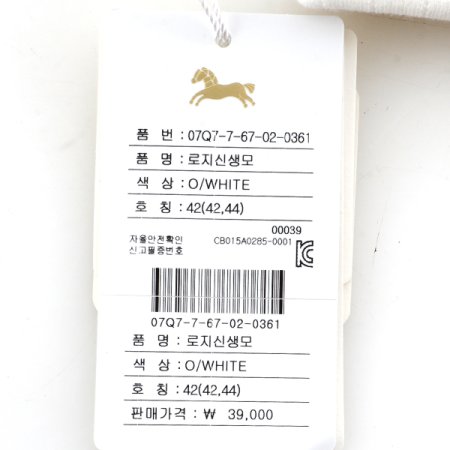 품 번 : 07Q7-7-67-02-0361
품 명 : 로지신생모
색 상 : O/WHITE
호 칭 : 42(42,44)
00039
자율안전확인 CB015A0285-0001
신고필증번호
07Q7-7-67-02-0361
품 명 : 로지신생모
색 상 : O/WHITE
호 칭 : 42(42,44)
판매가격 : ₩ 39,000